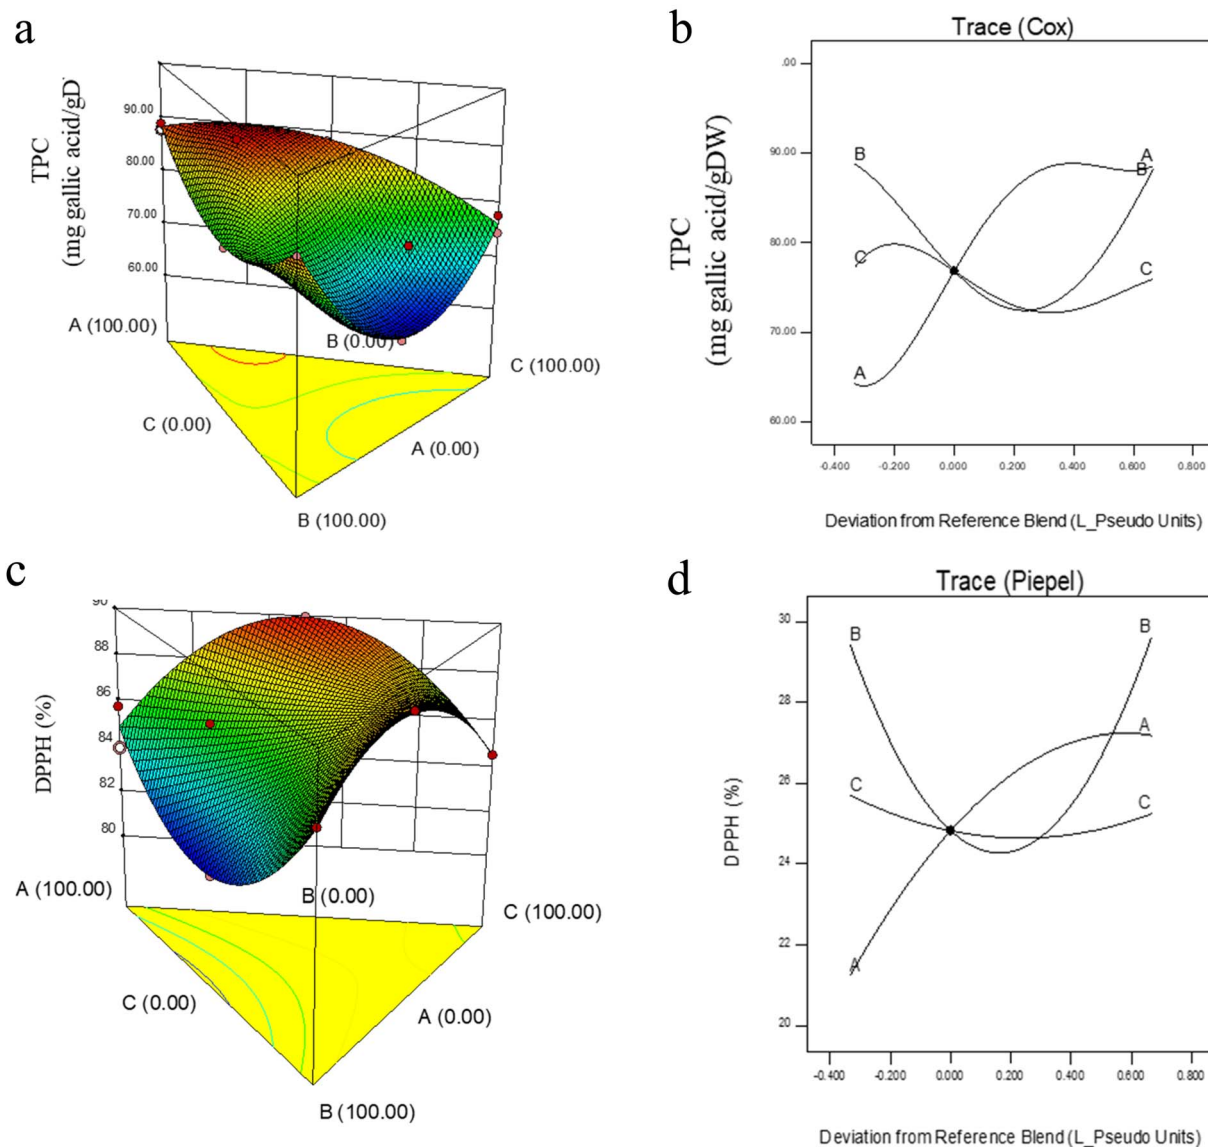 a
TPC
(mg gallic acid/gD
90.00
80.00
70.00
60.00
A (100.00)
B (0.00)
C (100.00)
C (0.00)
A (0.00)
B (100.00)
b
Trace (Cox)
TPC
(mg gallic acid/gDW)
.00
90.00
80.00
70.00
60.00
B
C
A
A
B
C
-0.400
-0.200
0.000
0.200
0.400
0.600
0.800
Deviation from Reference Blend (L_Pseudo Units)
c
DPPH (%)
90
88
86
84
82
80
A (100.00)
B (0.00)
C (100.00)
C (0.00)
A (0.00)
B (100.00)
d
Trace (Piepel)
DPPH (%)
30
28
26
24
22
20
B
C
A
B
A
C
-0.400
-0.200
0.000
0.200
0.400
0.600
0.800
Deviation from Reference Blend (L_Pseudo Units)